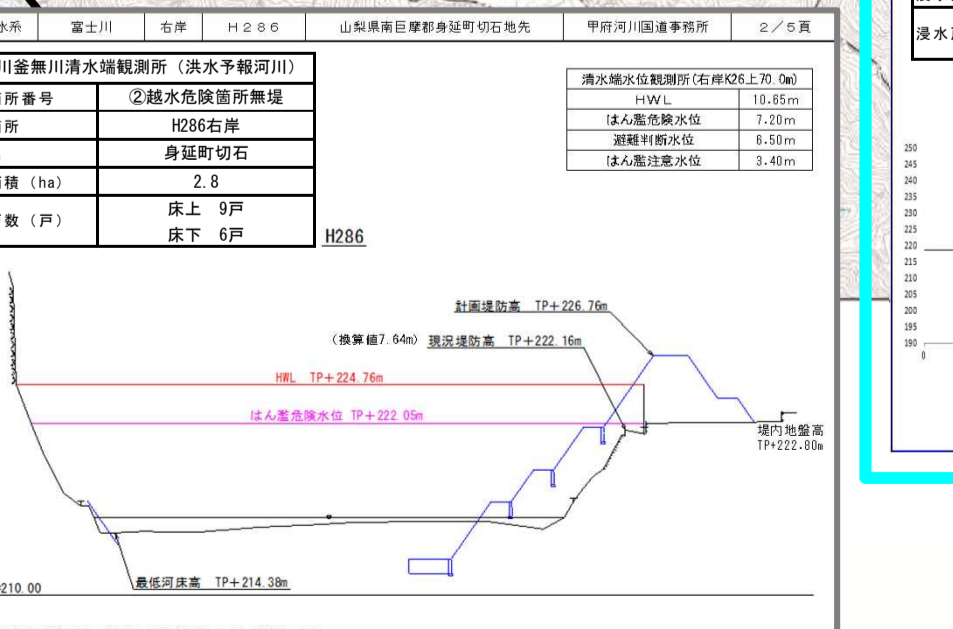 水系 富士川 右岸 H286 山梨県南巨摩郡身延町切石地先 甲府河川国道事務所 2/5頁
川釜無川清水端観測所（洪水予報河川）
所番号 ②越水危険箇所無堤
所 H286右岸
身延町切石
積（ha） 2.8
数（戸） 床上 9戸
床下 6戸
清水端水位観測所(右岸K26上70.0m)
HWL 10.65m
はん濫危険水位 7.20m
避難判断水位 6.50m
はん濫注意水位 3.40m
H286
計画堤防高 TP+226.76m
（換算値7.64m） 現況堤防高 TP+222.16m
HWL TP+224.76m
はん濫危険水位 TP+222.05m
堤内地盤高
TP+222.80m
最低河床高 TP+214.38m
=210.00
浸水
250
245
240
235
230
225
220
215
210
205
200
195
190
0